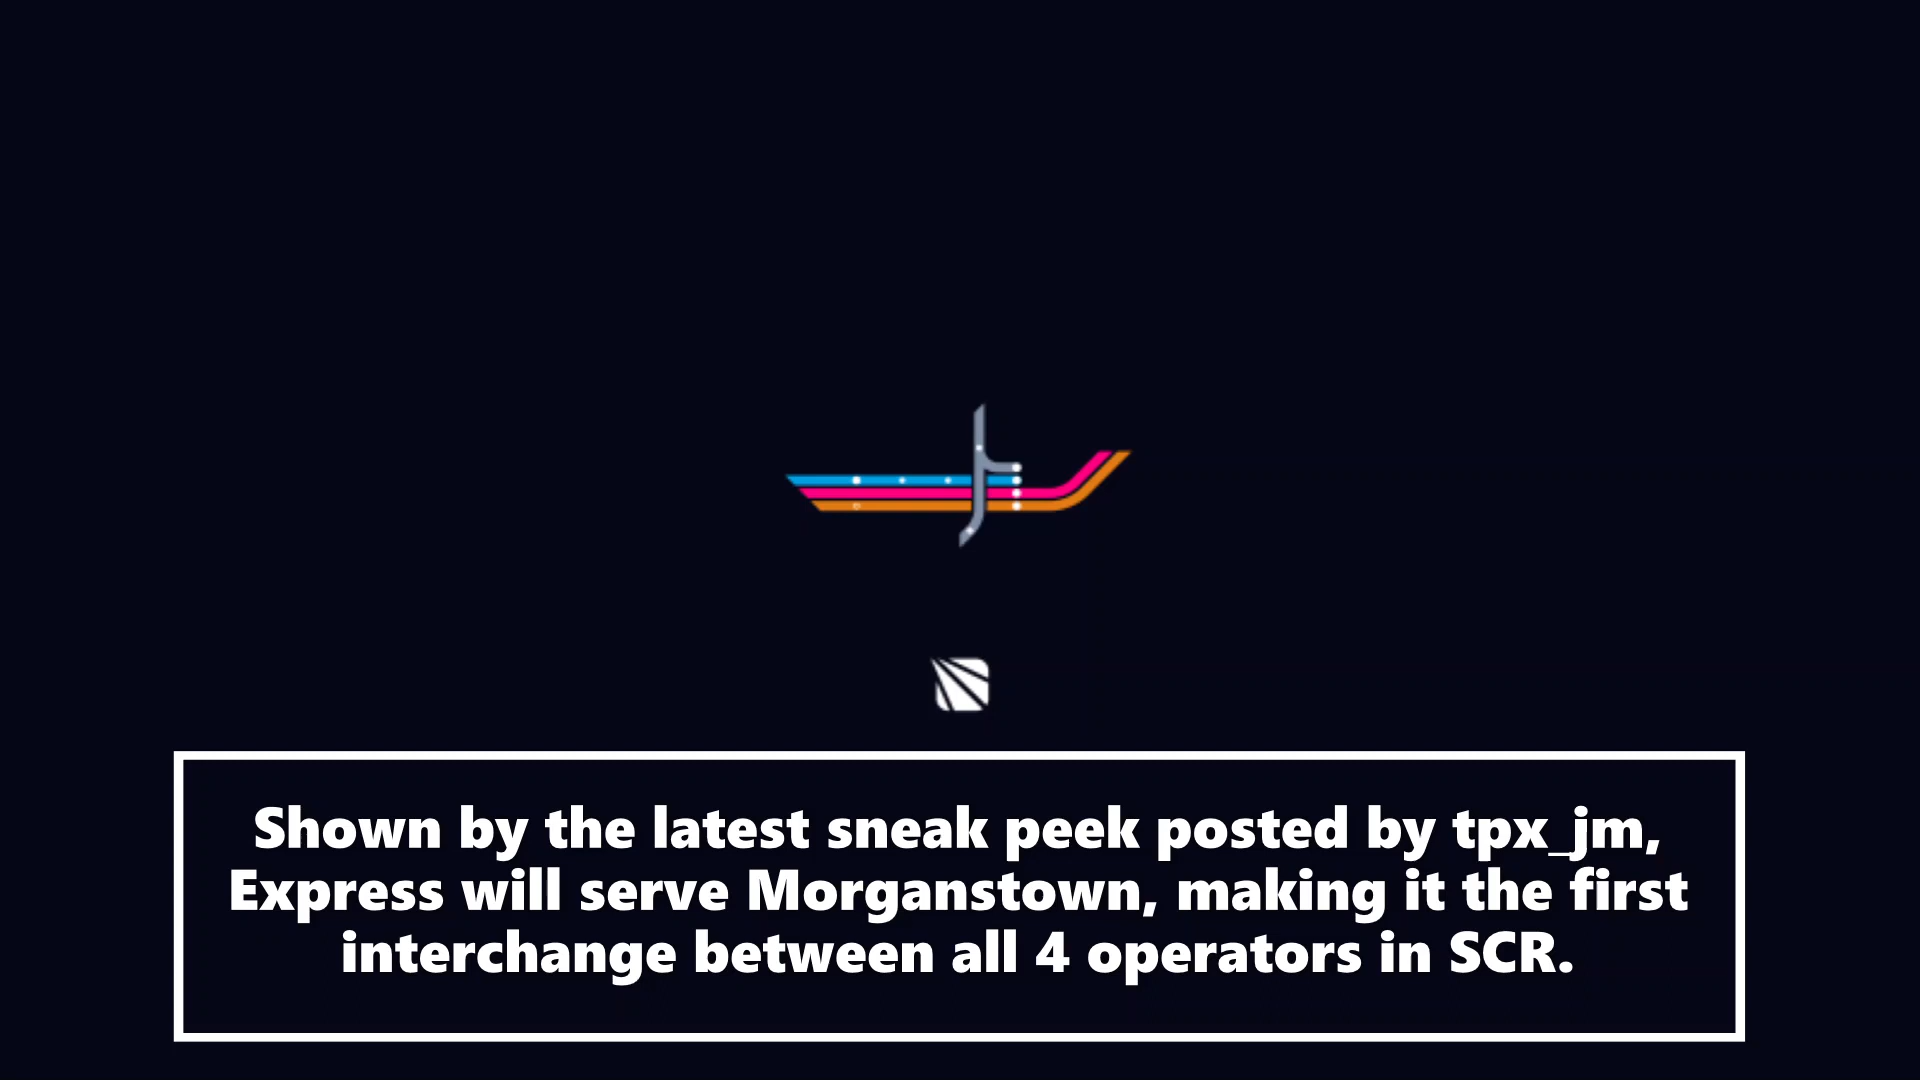 Shown by the latest sneak peek posted by tpx_jm,
Express will serve Morganstown, making it the first
interchange between all 4 operators in SCR.